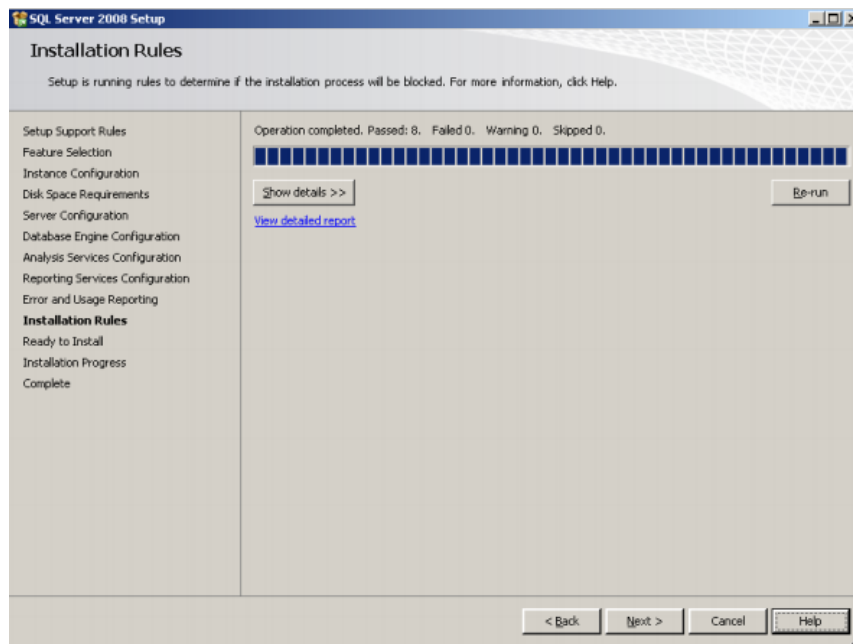 SQL Server 2008 Setup
Installation Rules
Setup is running rules to determine if the installation process will be blocked. For more information, click Help.
Setup Support Rules
Feature Selection
Instance Configuration
Disk Space Requirements
Server Configuration
Database Engine Configuration
Analysis Services Configuration
Reporting Services Configuration
Error and Usage Reporting
Installation Rules
Ready to Install
Installation Progress
Complete
Operation completed. Passed: 8. Failed 0. Warning 0. Skipped 0.
Show details >>
Re-run
View detailed report
< Back
Next >
Cancel
Help